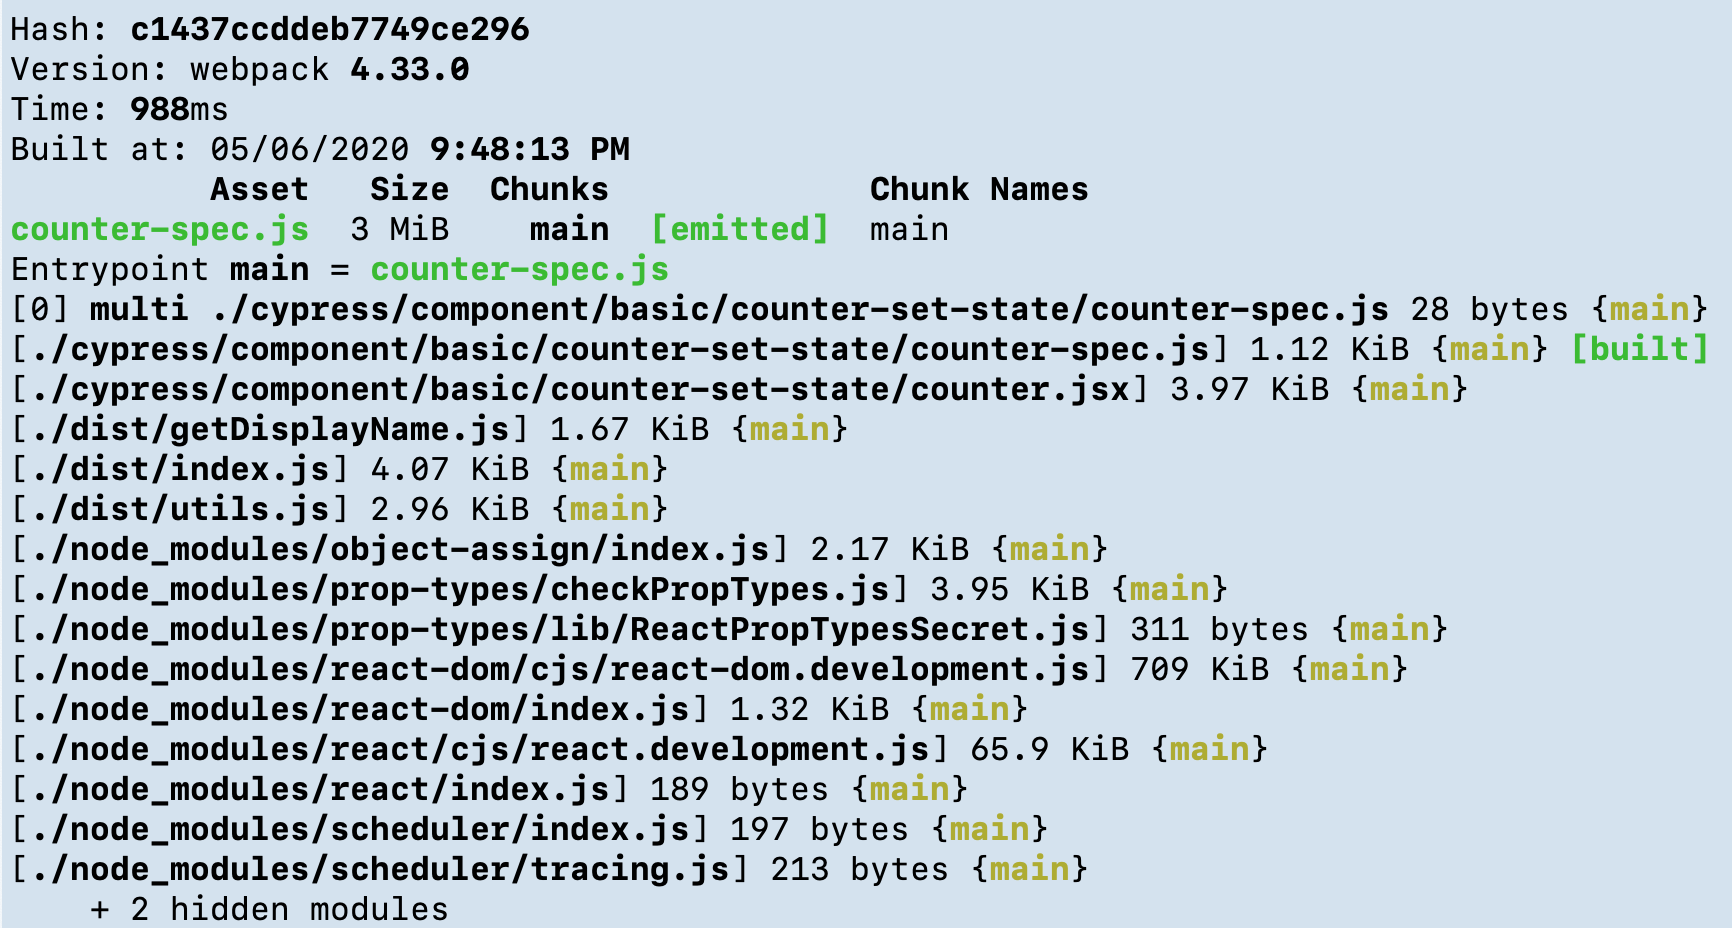 Hash: c1437ccddeb7749ce296
Version: webpack 4.33.0
Time: 988ms
Built at: 05/06/2020 9:48:13 PM
          Asset   Size  Chunks             Chunk Names
counter-spec.js  3 MiB    main  [emitted]  main
Entrypoint main = counter-spec.js
[0] multi ./cypress/component/basic/counter-set-state/counter-spec.js 28 bytes {main}
[./cypress/component/basic/counter-set-state/counter-spec.js] 1.12 KiB {main} [built]
[./cypress/component/basic/counter-set-state/counter.jsx] 3.97 KiB {main}
[./dist/getDisplayName.js] 1.67 KiB {main}
[./dist/index.js] 4.07 KiB {main}
[./dist/utils.js] 2.96 KiB {main}
[./node_modules/object-assign/index.js] 2.17 KiB {main}
[./node_modules/prop-types/checkPropTypes.js] 3.95 KiB {main}
[./node_modules/prop-types/lib/ReactPropTypesSecret.js] 311 bytes {main}
[./node_modules/react-dom/cjs/react-dom.development.js] 709 KiB {main}
[./node_modules/react-dom/index.js] 1.32 KiB {main}
[./node_modules/react/cjs/react.development.js] 65.9 KiB {main}
[./node_modules/react/index.js] 189 bytes {main}
[./node_modules/scheduler/index.js] 197 bytes {main}
[./node_modules/scheduler/tracing.js] 213 bytes {main}
    + 2 hidden modules